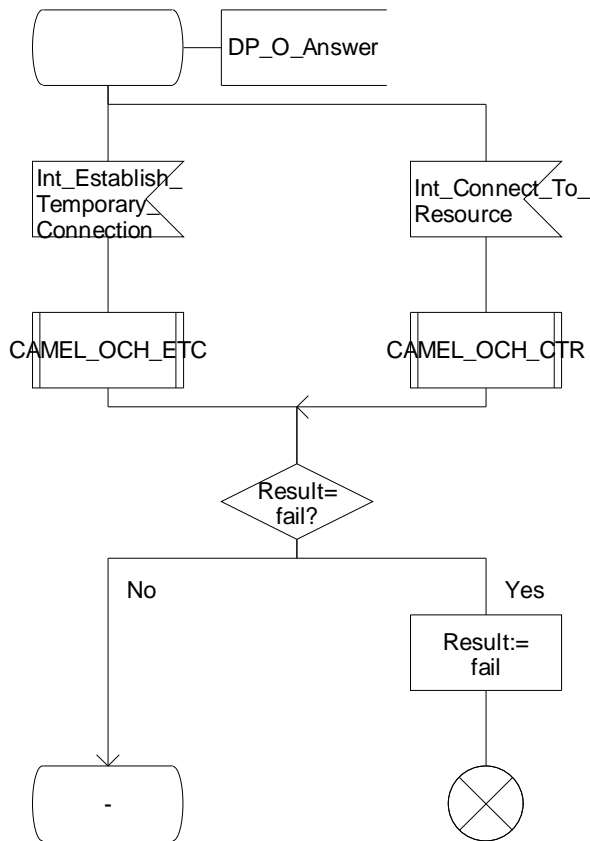 DP_O_Answer
Int_Establish_
Temporary_
Connection
Int_Connect_To_
Resource
CAMEL_OCH_ETC
CAMEL_OCH_CTR
Result=
fail?
No
Yes
Result:=
fail
-